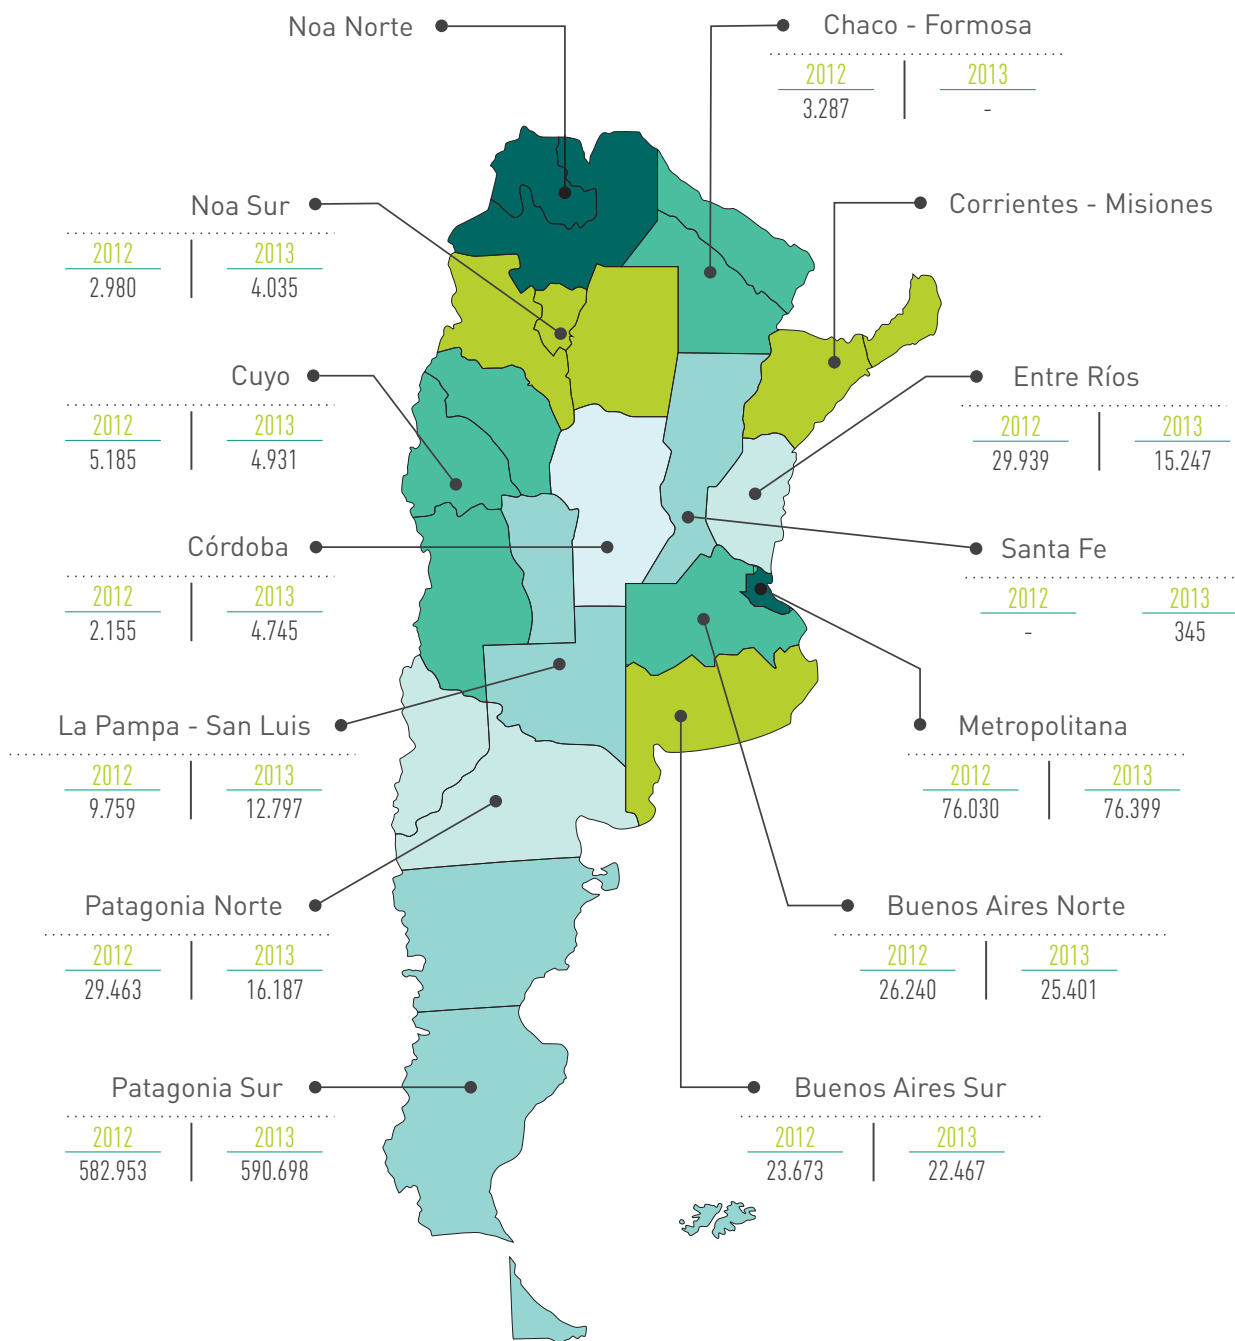 Noa Norte
Chaco - Formosa
2012 2013
3.287 -
Noa Sur
2012 2013
2.980 4.035
Corrientes - Misiones
Cuyo
2012 2013
5.185 4.931
Entre Ríos
2012 2013
29.939 15.247
Córdoba
2012 2013
2.155 4.745
Santa Fe
2012 2013
- 345
La Pampa - San Luis
2012 2013
9.759 12.797
Metropolitana
2012 2013
76.030 76.399
Patagonia Norte
2012 2013
29.463 16.187
Buenos Aires Norte
2012 2013
26.240 25.401
Patagonia Sur
2012 2013
582.953 590.698
Buenos Aires Sur
2012 2013
23.673 22.467